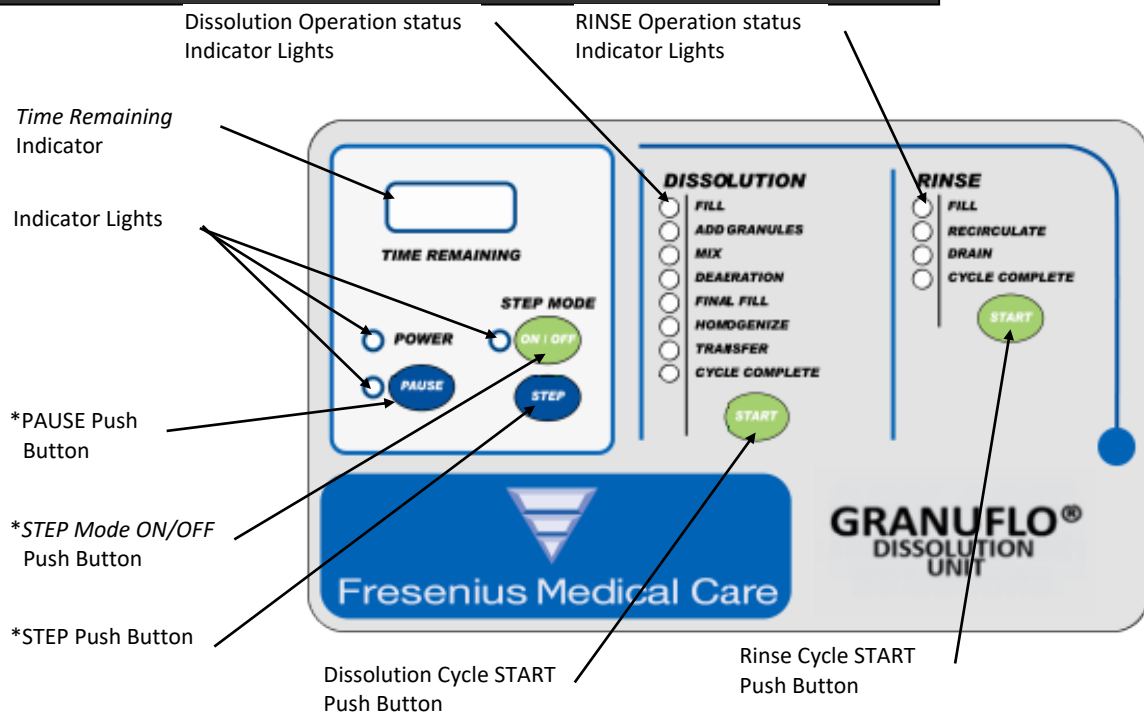 Dissolution Operation status
Indicator Lights
RINSE Operation status
Indicator Lights
Time Remaining
Indicator
Indicator Lights
*PAUSE Push
Button
*STEP Mode ON/OFF
Push Button
*STEP Push Button
TIME REMAINING
STEP MODE
POWER
ON | OFF
PAUSE
STEP
DISSOLUTION
FILL
ADD GRANULES
MIX
DEAERATION
FINAL FILL
HOMOGENIZE
TRANSFER
CYCLE COMPLETE
START
RINSE
FILL
RECIRCULATE
DRAIN
CYCLE COMPLETE
START
Fresenius Medical Care
GRANUFLO®
DISSOLUTION
UNIT
Dissolution Cycle START
Push Button
Rinse Cycle START
Push Button